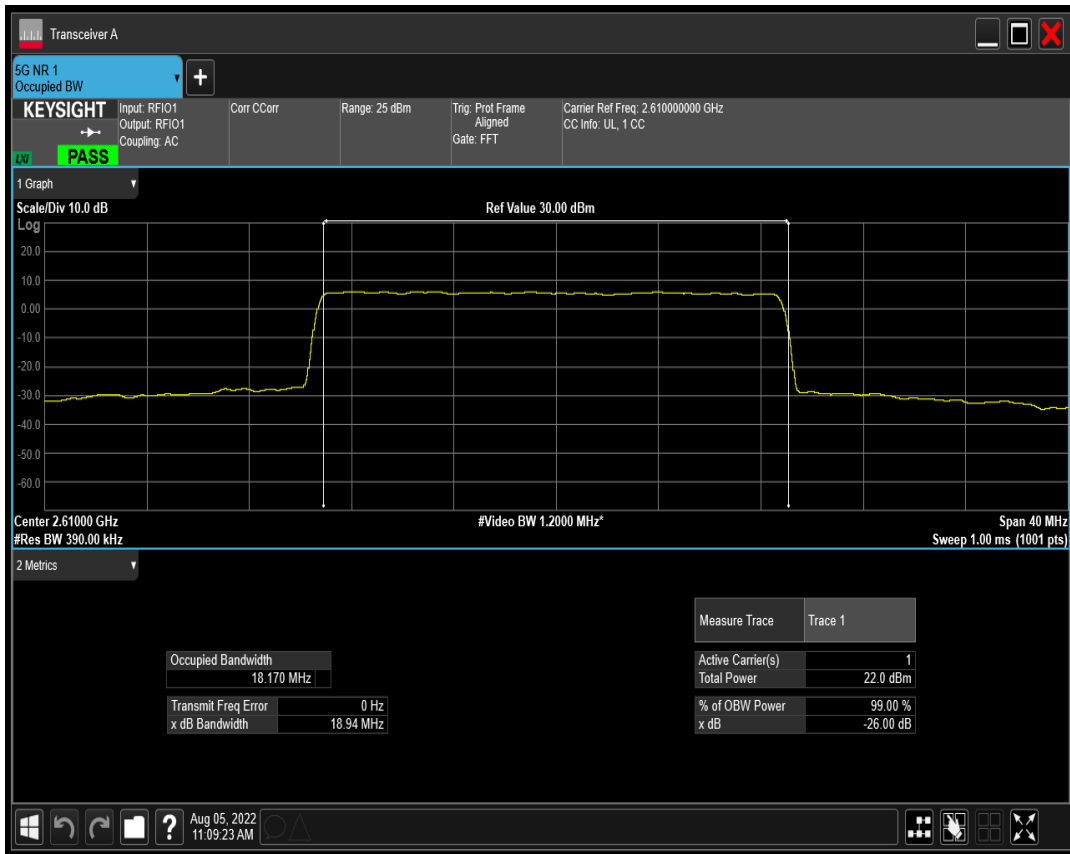 Transceiver A
5G NR 1
Occupied BW
+
KEYSIGHT
LXI
PASS
Input: RFIO1
Output: RFIO1
Coupling: AC
Corr CCorr
Range: 25 dBm
Trig: Prot Frame
Aligned
Gate: FFT
Carrier Ref Freq: 2.610000000 GHz
CC Info: UL, 1 CC
1 Graph
Scale/Div 10.0 dB
Ref Value 30.00 dBm
Log
20.0
10.0
0.00
-10.0
-20.0
-30.0
-40.0
-50.0
-60.0
Center 2.61000 GHz
#Video BW 1.2000 MHz*
Span 40 MHz
#Res BW 390.00 kHz
Sweep 1.00 ms (1001 pts)
2 Metrics
Measure Trace Trace 1
Occupied Bandwidth
18.170 MHz
Active Carrier(s) 1
Total Power 22.0 dBm
Transmit Freq Error 0 Hz
x dB Bandwidth 18.94 MHz
% of OBW Power 99.00 %
x dB -26.00 dB
?
Aug 05, 2022
11:09:23 AM